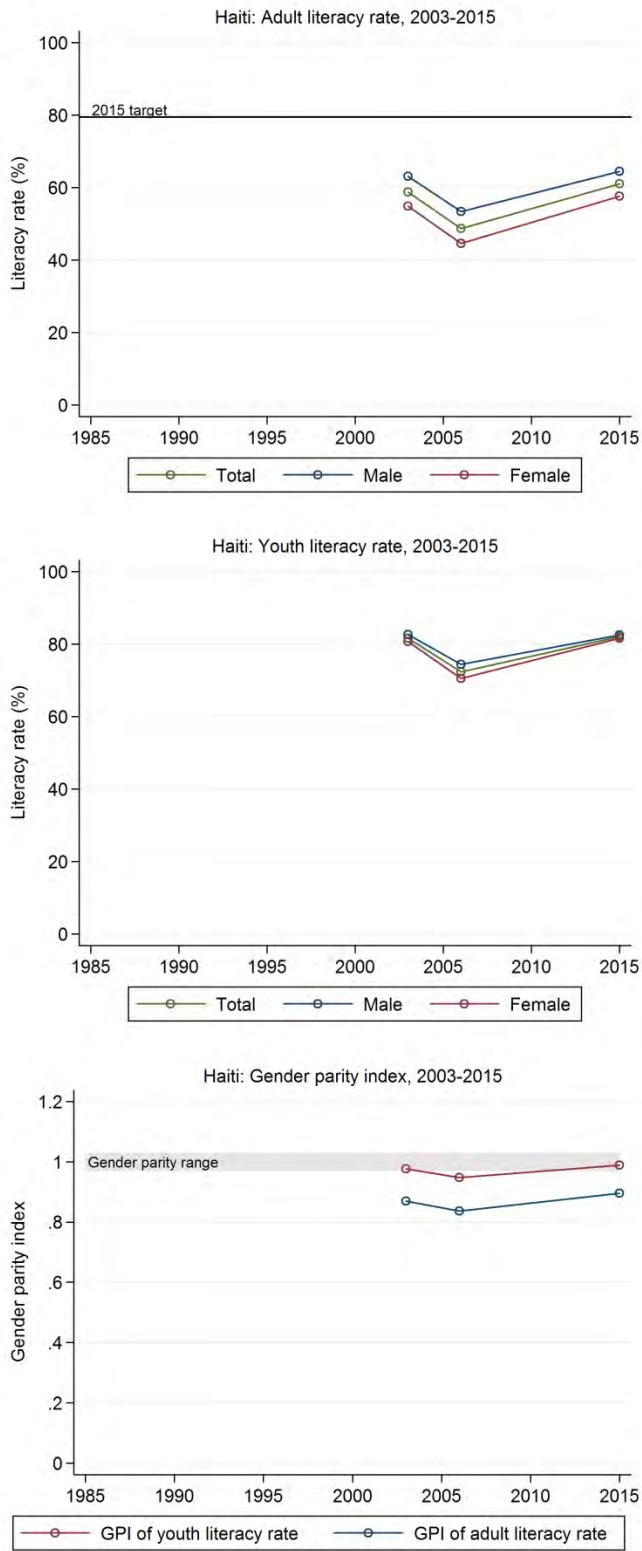 Haiti: Adult literacy rate, 2003-2015
100
80
60
40
20
0
2015 target
Literacy rate (%)
1985 1990 1995 2000 2005 2010 2015
Total Male Female
Haiti: Youth literacy rate, 2003-2015
100
80
60
40
20
0
Literacy rate (%)
1985 1990 1995 2000 2005 2010 2015
Total Male Female
Haiti: Gender parity index, 2003-2015
1.2
1
.8
.6
.4
.2
0
Gender parity range
Gender parity index
1985 1990 1995 2000 2005 2010 2015
GPI of youth literacy rate GPI of adult literacy rate